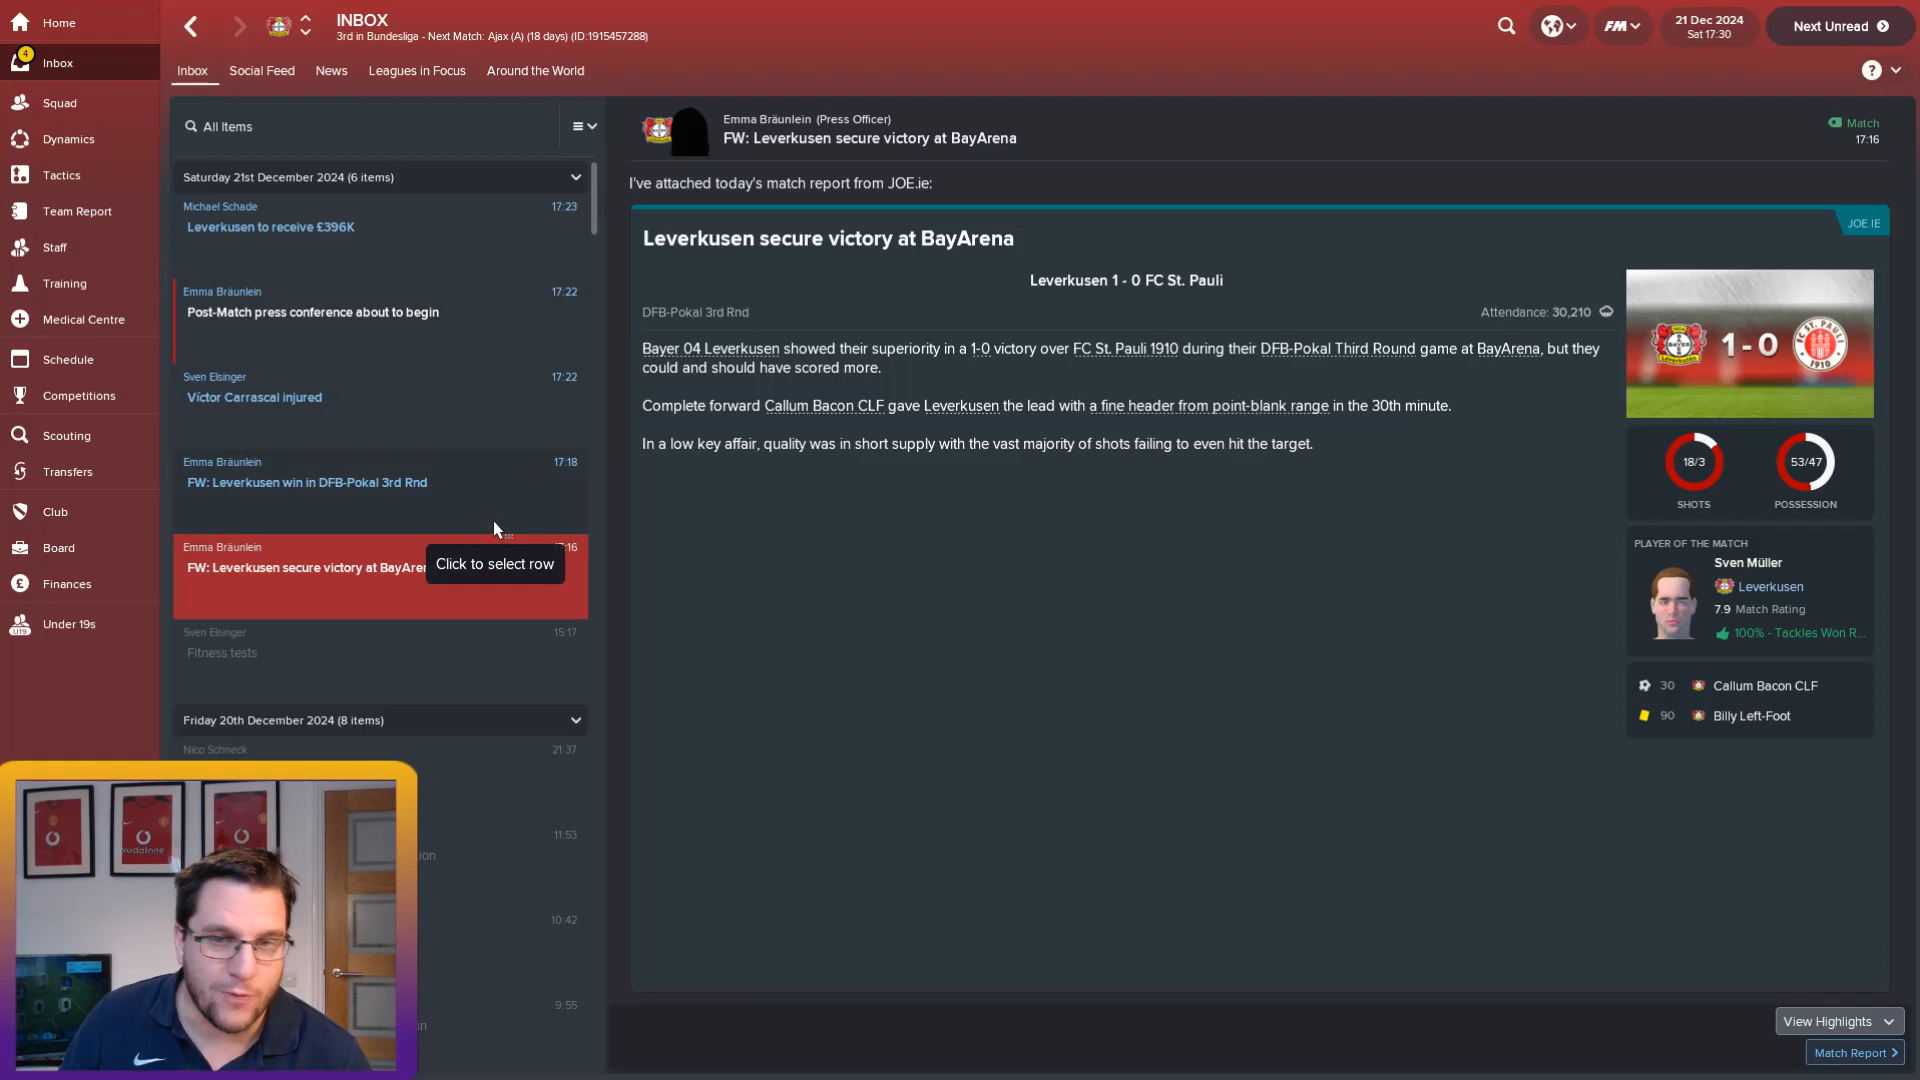 Home
4
Inbox
Squad
Dynamics
Tactics
Team Report
Staff
Training
Medical Centre
Schedule
Competitions
Scouting
Transfers
Club
Board
Finances
U19
Under 19s
INBOX
3rd in Bundesliga - Next Match: Ajax (A) (18 days) (ID:1915457288)
FM
21 Dec 2024
Sat 17:30
Next Unread
Inbox Social Feed News Leagues in Focus Around the World
?
All Items
Saturday 21st December 2024 (6 items)
Michael Schade 17:23
Leverkusen to receive £396K
Emma Bräunlein 17:22
Post-Match press conference about to begin
Sven Elsinger 17:22
Víctor Carrascal injured
Emma Bräunlein 17:18
FW: Leverkusen win in DFB-Pokal 3rd Rnd
Emma Bräunlein :16
FW: Leverkusen secure victory at BayAren
Click to select row
Sven Elsinger 15:17
Fitness tests
Friday 20th December 2024 (8 items)
Nico Schneck 21:37
11:53
ion
10:42
9:55
in
vodafone
Emma Bräunlein (Press Officer)
FW: Leverkusen secure victory at BayArena
Match
17:16
I've attached today's match report from JOE.ie:
JOE.IE
Leverkusen secure victory at BayArena
Leverkusen 1 - 0 FC St. Pauli
DFB-Pokal 3rd Rnd Attendance: 30,210
Bayer 04 Leverkusen showed their superiority in a 1-0 victory over FC St. Pauli 1910 during their DFB-Pokal Third Round game at BayArena, but they
could and should have scored more.
Complete forward Callum Bacon CLF gave Leverkusen the lead with a fine header from point-blank range in the 30th minute.
In a low key affair, quality was in short supply with the vast majority of shots failing to even hit the target.
1 - 0
18/3
53/47
SHOTS
POSSESSION
PLAYER OF THE MATCH
Sven Müller
Leverkusen
7.9 Match Rating
100% - Tackles Won R...
30 Callum Bacon CLF
90 Billy Left-Foot
View Highlights
Match Report